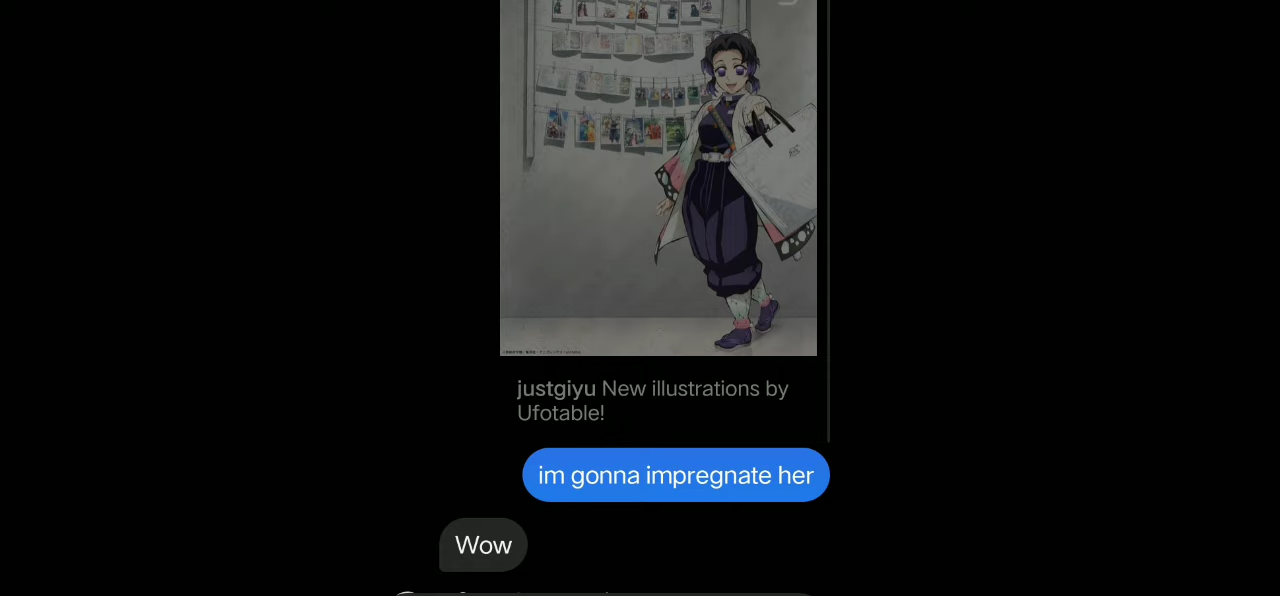 justgiyu New illustrations by
Ufotable!
im gonna impregnate her
Wow